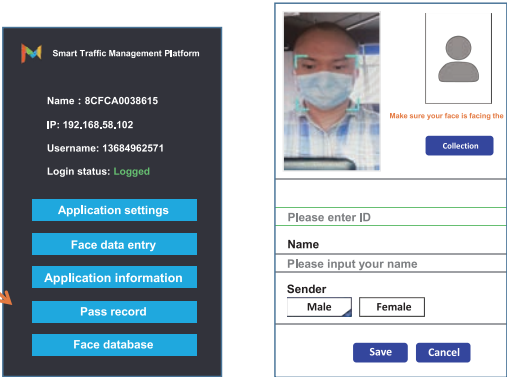 Smart Traffic Management Platform
Name : 8CFCA0038615
IP: 192,168,58,102
Username: 13684962571
Login status: Logged
Application settings
Face data entry
Application information
Pass record
Face database
Make sure your face is facing the
Collection
Please enter ID
Name
Please input your name
Sender
Male Female
Save Cancel